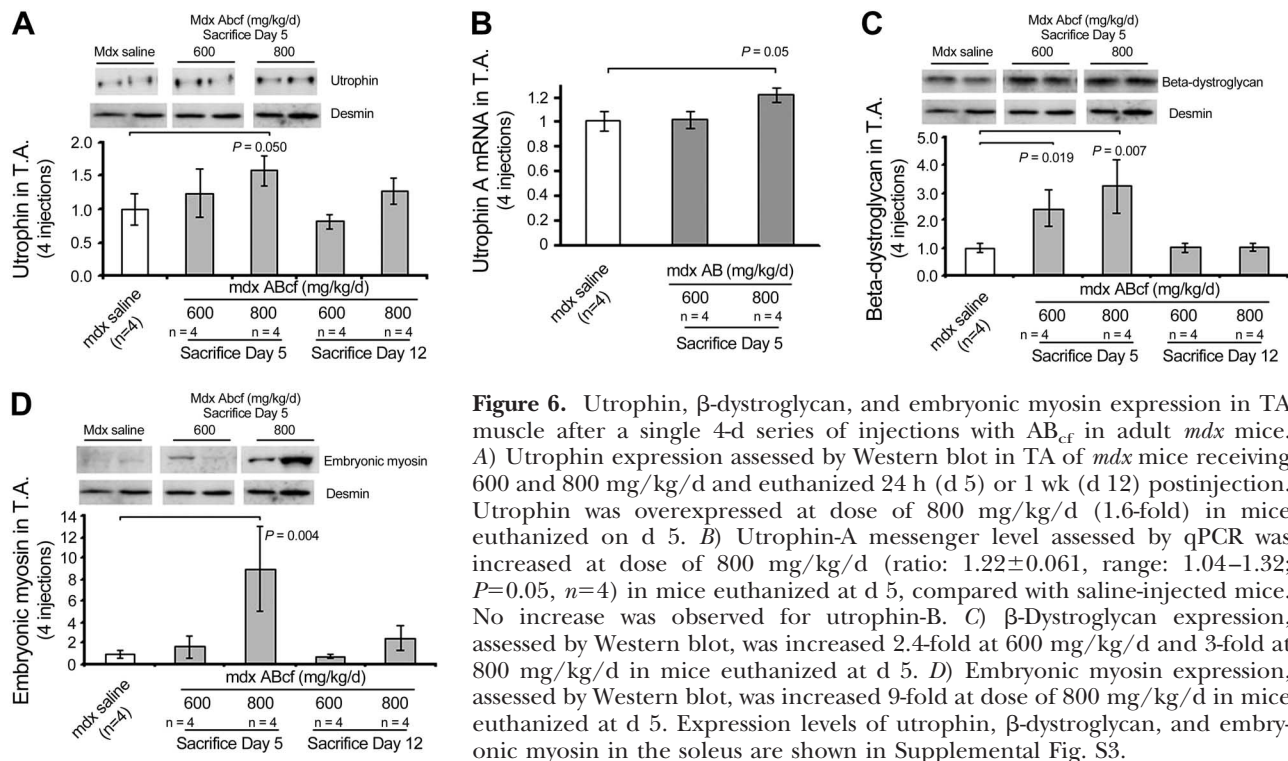 A
Mdx Abcf (mg/kg/d)
Sacrifice Day 5
Mdx saline
600
800
Utrophin
Desmin
Utrophin in T.A.
(4 injections)
2.0
1.5
1.0
0.5
0.0
P = 0.050
mdx saline
(n=4)
mdx ABcf (mg/kg/d)
600 800 600 800
n = 4 n = 4 n = 4 n = 4
Sacrifice Day 5 Sacrifice Day 12
B
P = 0.05
Utrophin A mRNA in T.A.
(4 injections)
1.2
1
0.8
0.6
0.4
0.2
0
mdx saline
(n=4)
mdx AB (mg/kg/d)
600 800
n = 4 n = 4
Sacrifice Day 5
C
Mdx Abcf (mg/kg/d)
Sacrifice Day 5
Mdx saline
600
800
Beta-dystroglycan
Desmin
Beta-dystroglycan in T.A.
(4 injections)
5.0
4.0
3.0
2.0
1.0
0.0
P = 0.019
P = 0.007
mdx saline
(n=4)
mdx ABcf (mg/kg/d)
600 800 600 800
n = 4 n = 4 n = 4 n = 4
Sacrifice Day 5 Sacrifice Day 12
D
Mdx Abcf (mg/kg/d)
Sacrifice Day 5
Mdx saline
600
800
Embryonic myosin
Desmin
Embryonic myosin in T.A.
(4 injections)
14
12
10
8
6
4
2
0
P = 0.004
mdx saline
(n=4)
mdx ABcf (mg/kg/d)
600 800 600 800
n = 4 n = 4 n = 4 n = 4
Sacrifice Day 5 Sacrifice Day 12
Figure 6. Utrophin, β-dystroglycan, and embryonic myosin expression in TA
muscle after a single 4-d series of injections with ABcf in adult mdx mice.
A) Utrophin expression assessed by Western blot in TA of mdx mice receiving
600 and 800 mg/kg/d and euthanized 24 h (d 5) or 1 wk (d 12) postinjection.
Utrophin was overexpressed at dose of 800 mg/kg/d (1.6-fold) in mice
euthanized on d 5. B) Utrophin-A messenger level assessed by qPCR was
increased at dose of 800 mg/kg/d (ratio: 1.22±0.061, range: 1.04–1.32;
P=0.05, n=4) in mice euthanized at d 5, compared with saline-injected mice.
No increase was observed for utrophin-B. C) β-Dystroglycan expression,
assessed by Western blot, was increased 2.4-fold at 600 mg/kg/d and 3-fold at
800 mg/kg/d in mice euthanized at d 5. D) Embryonic myosin expression,
assessed by Western blot, was increased 9-fold at dose of 800 mg/kg/d in mice
euthanized at d 5. Expression levels of utrophin, β-dystroglycan, and embry-
onic myosin in the soleus are shown in Supplemental Fig. S3.